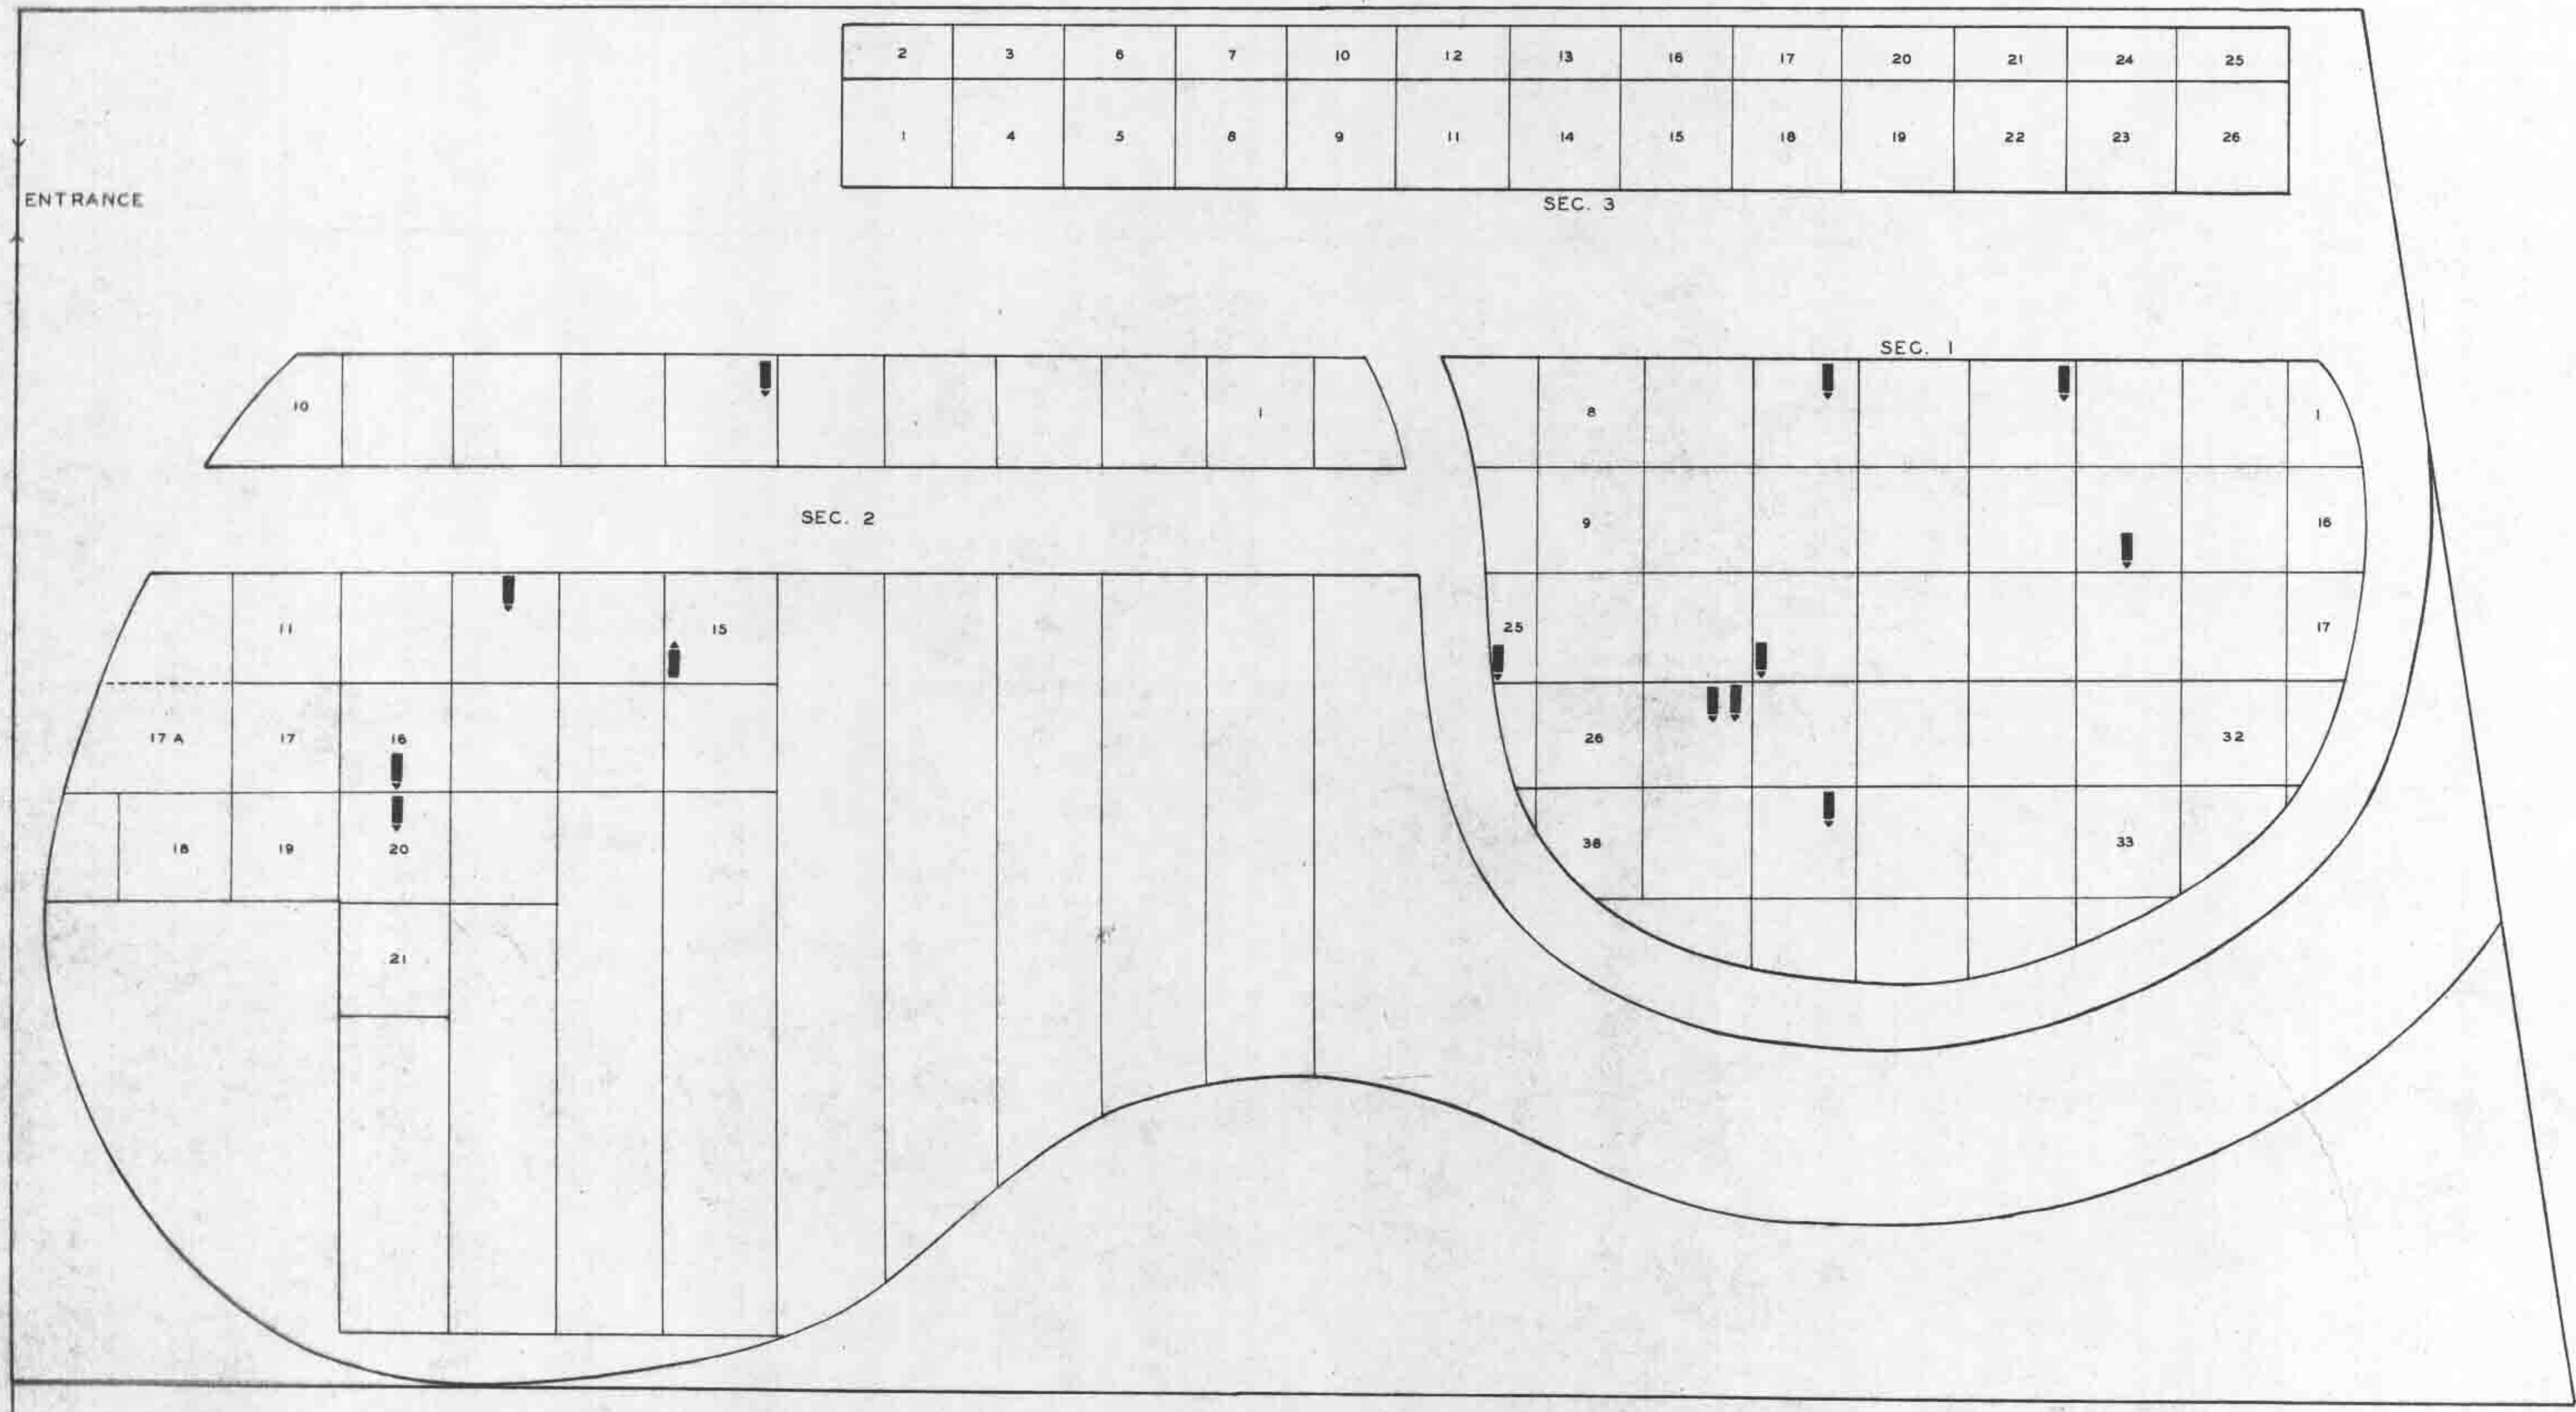 2 3 6 7 10 12 13 16 17 20 21 24 25
1 4 5 8 9 11 14 15 18 19 22 23 26
ENTRANCE
SEC. 3
SEC. 1
10 1
8 1
SEC. 2
9 16
11 15
25 17
17 A 17 16
26 32
18 19 20
38 33
21